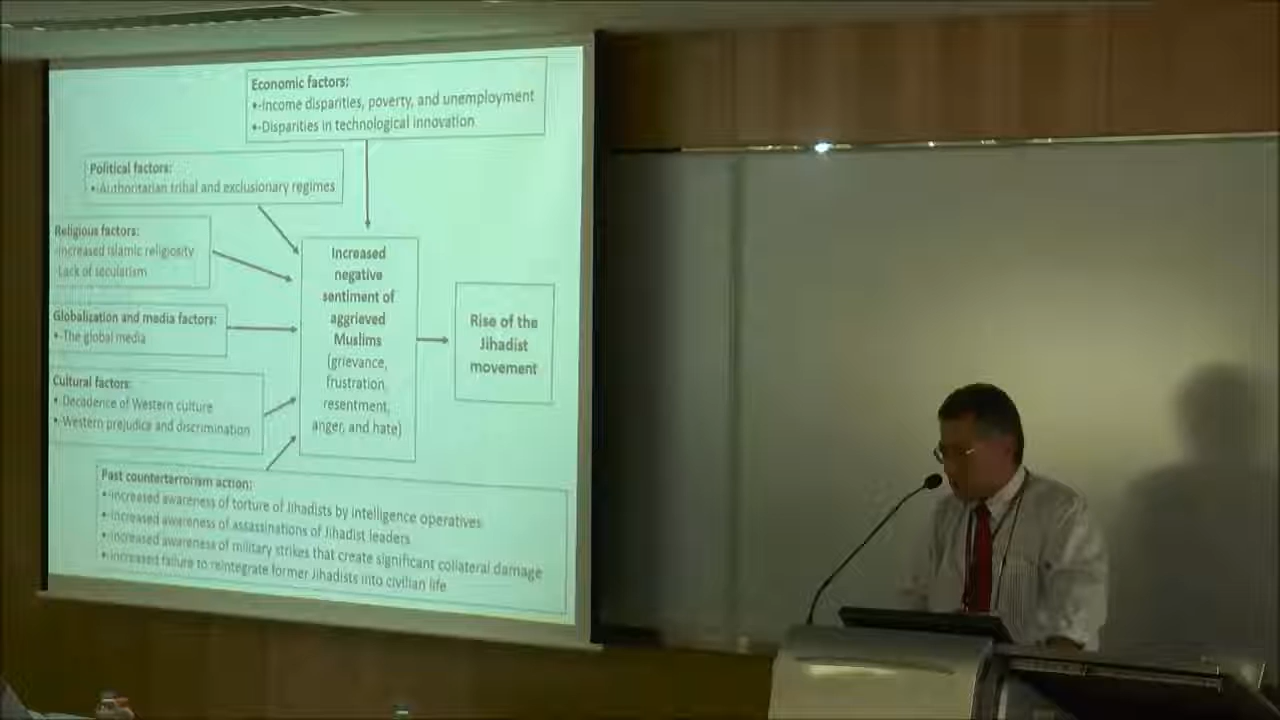 Economic factors:
•-Income disparities, poverty, and unemployment
•-Disparities in technological innovation
Political factors:
•-Authoritarian tribal and exclusionary regimes
Religious factors:
-Increased Islamic religiosity
-Lack of secularism
Globalization and media factors:
•-The global media
Cultural factors:
• Decadence of Western culture
• Western prejudice and discrimination
Past counterterrorism action:
•Increased awareness of torture of Jihadists by intelligence operatives
•Increased awareness of assassinations of Jihadist leaders
•Increased awareness of military strikes that create significant collateral damage
•Increased failure to reintegrate former Jihadists into civilian life
Increased
negative
sentiment of
aggrieved
Muslims
(grievance,
frustration,
resentment,
anger, and hate)
Rise of the
Jihadist
movement